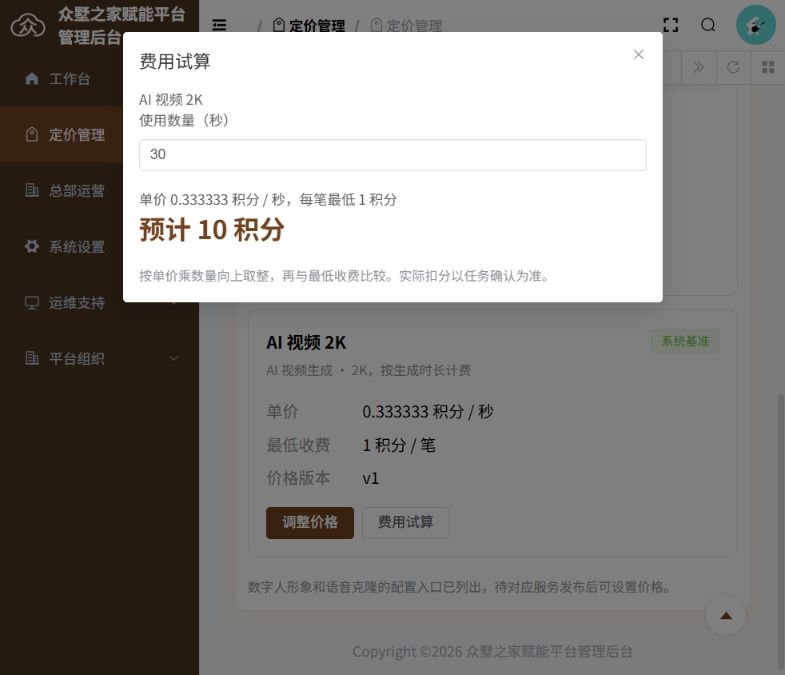 众墅之家赋能平台
管理后台
/ 定价管理 / 定价管理
工作台
定价管理
总部运营
系统设置
运维支持
平台组织
费用试算
AI 视频 2K
使用数量（秒）
30
单价 0.333333 积分 / 秒，每笔最低 1 积分
预计 10 积分
按单价乘数量向上取整，再与最低收费比较。实际扣分以任务确认为准。
AI 视频 2K
系统基准
AI 视频生成 · 2K，按生成时长计费
单价 0.333333 积分 / 秒
最低收费 1 积分 / 笔
价格版本 v1
调整价格 费用试算
数字人形象和语音克隆的配置入口已列出，待对应服务发布后可设置价格。
Copyright ©2026 众墅之家赋能平台管理后台